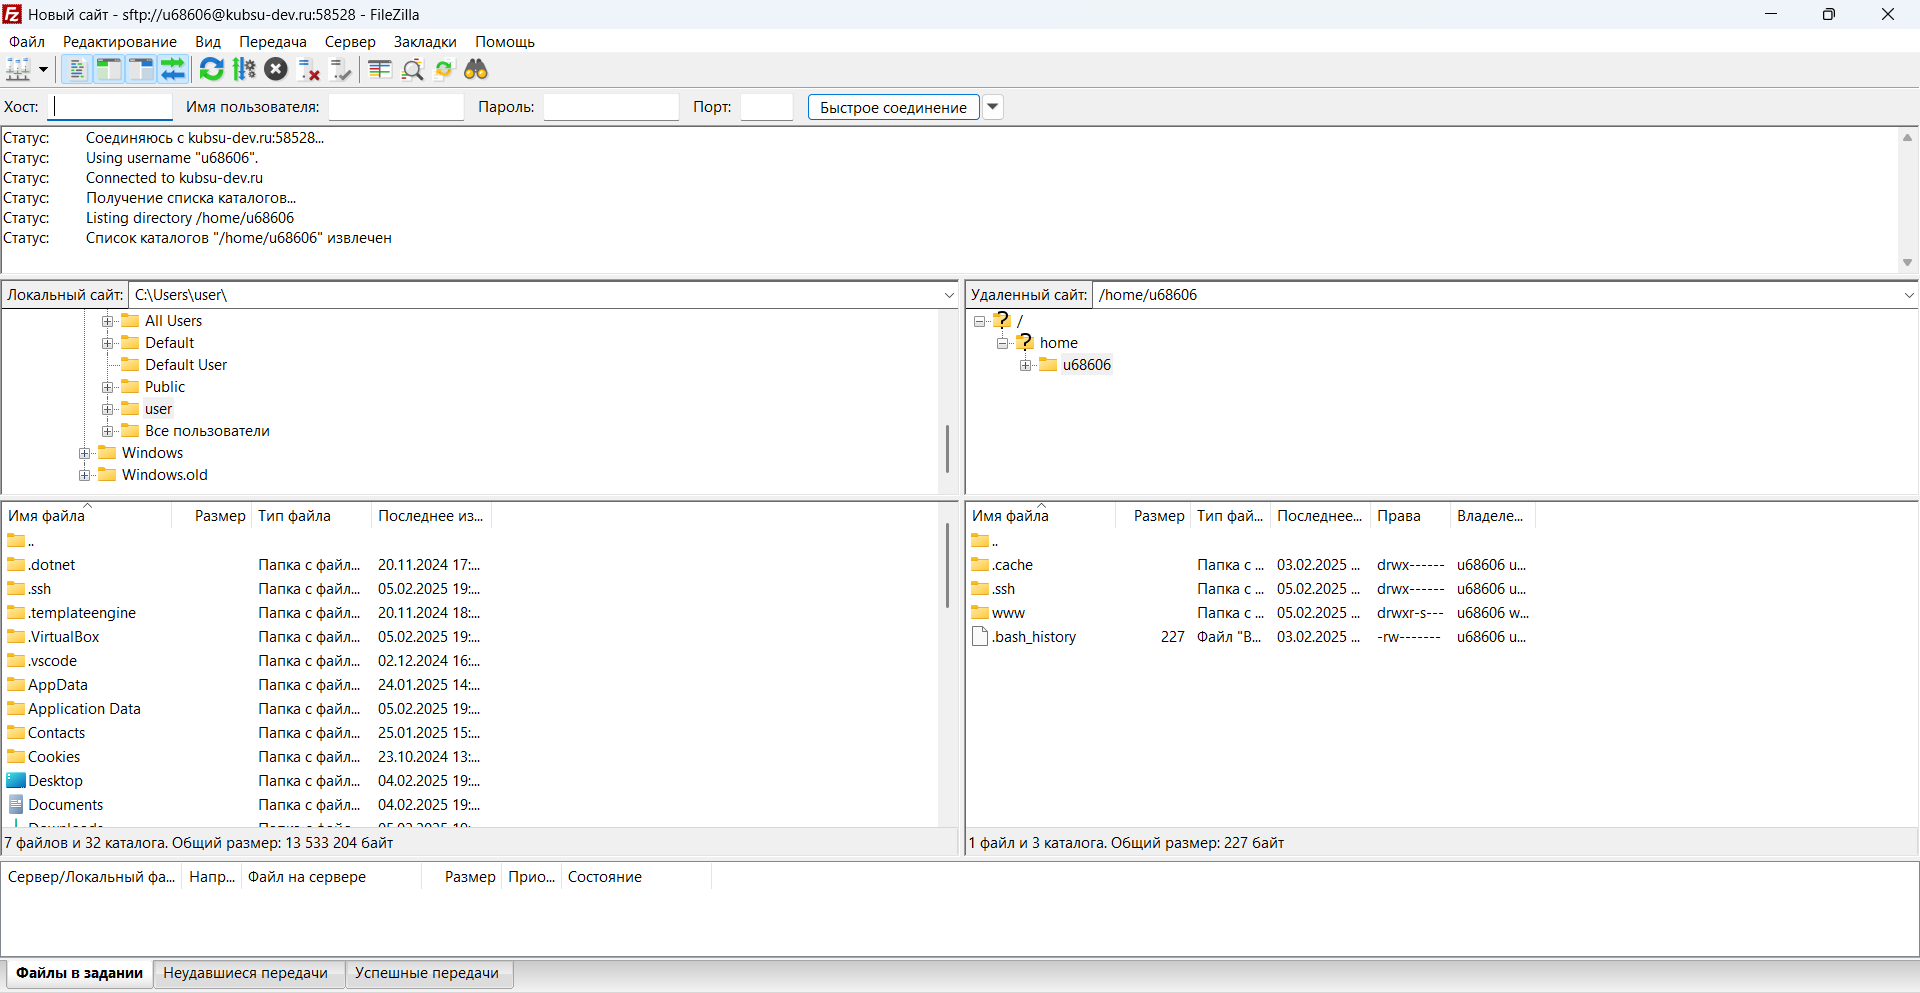 Новый сайт - sftp://u68606@kubsu-dev.ru:58528 - FileZilla
Файл Редактирование Вид Передача Сервер Закладки Помощь
Хост: Имя пользователя: Пароль: Порт: Быстрое соединение
Статус: Соединяюсь с kubsu-dev.ru:58528...
Статус: Using username "u68606".
Статус: Connected to kubsu-dev.ru
Статус: Получение списка каталогов...
Статус: Listing directory /home/u68606
Статус: Список каталогов "/home/u68606" извлечен
Локальный сайт: C:\Users\user\
All Users
Default
Default User
Public
user
Все пользователи
Windows
Windows.old
Удаленный сайт: /home/u68606
/
home
u68606
Имя файла Размер Тип файла Последнее из...
..
.dotnet Папка с файл... 20.11.2024 17:...
.ssh Папка с файл... 05.02.2025 19:...
.templateengine Папка с файл... 20.11.2024 18:...
.VirtualBox Папка с файл... 05.02.2025 19:...
.vscode Папка с файл... 02.12.2024 16:...
AppData Папка с файл... 24.01.2025 14:...
Application Data Папка с файл... 05.02.2025 19:...
Contacts Папка с файл... 25.01.2025 15:...
Cookies Папка с файл... 23.10.2024 13:...
Desktop Папка с файл... 04.02.2025 19:...
Documents Папка с файл... 04.02.2025 19:...
7 файлов и 32 каталога. Общий размер: 13 533 204 байт
Имя файла Размер Тип фай... Последнее... Права Владеле...
..
.cache Папка с ... 03.02.2025 ... drwx------ u68606 u...
.ssh Папка с ... 05.02.2025 ... drwx------ u68606 u...
www Папка с ... 05.02.2025 ... drwxr-s--- u68606 w...
.bash_history 227 Файл "B... 03.02.2025 ... -rw------- u68606 u...
1 файл и 3 каталога. Общий размер: 227 байт
Сервер/Локальный фа... Напр... Файл на сервере Размер Прио... Состояние
Файлы в задании Неудавшиеся передачи Успешные передачи